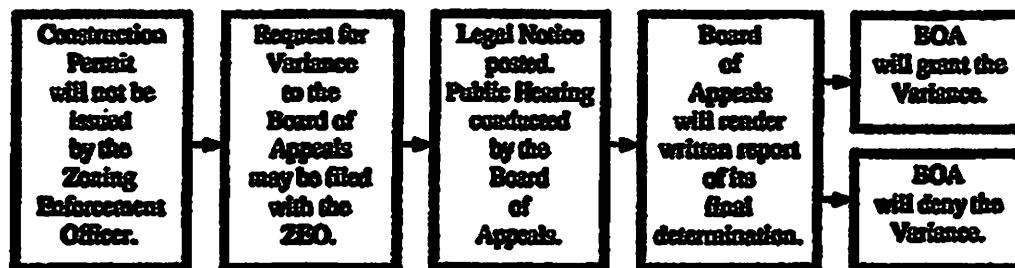 Construction
Permit
will not be
issued
by the
Zoning
Enforcement
Officer.
Request for
Variance
to the
Board of
Appeals
may be filed
with the
ZEO.
Legal Notice
posted.
Public Hearing
conducted
by the
Board
of
Appeals.
Board
of
Appeals
will render
written report
of its
final
determination.
BOA
will grant the
Variance.
BOA
will deny the
Variance.